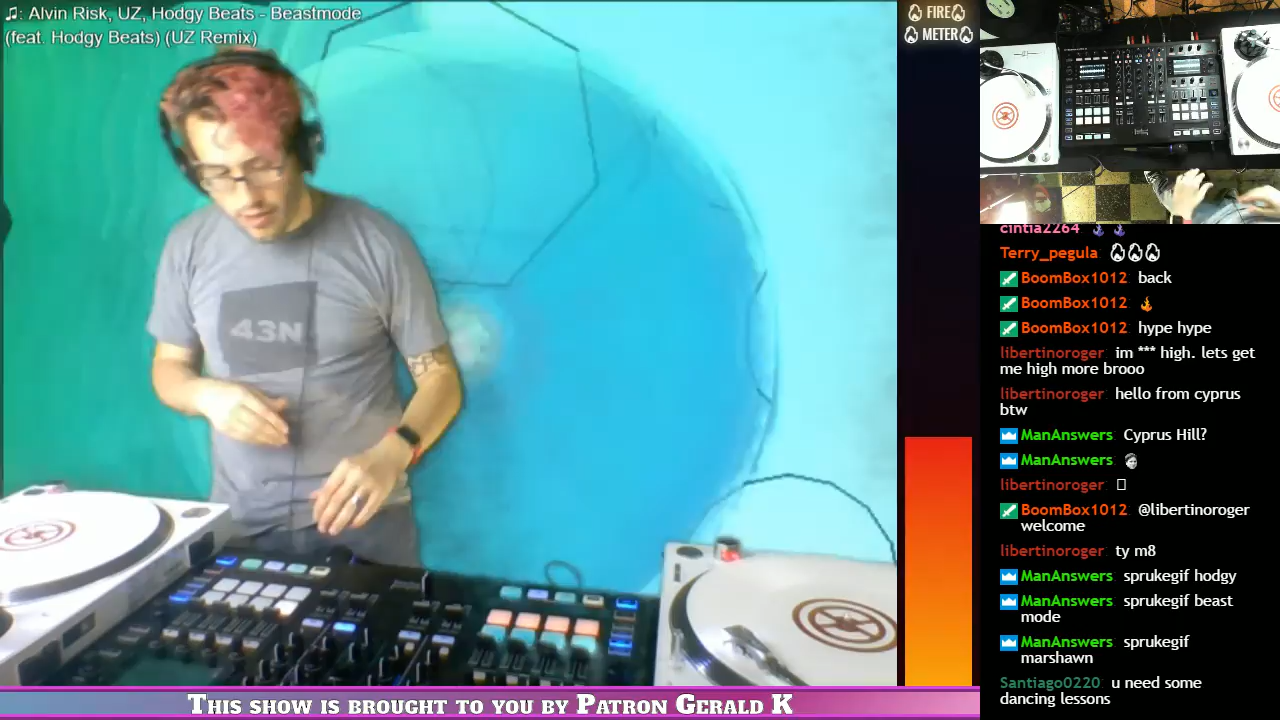 ♫: Alvin Risk, UZ, Hodgy Beats - Beastmode
(feat. Hodgy Beats) (UZ Remix)
FIRE
METER
43N
cintia2264
Terry_pegula
BoomBox1012 back
BoomBox1012
BoomBox1012 hype hype
libertinoroger im *** high. lets get
me high more brooo
libertinoroger hello from cyprus
btw
ManAnswers Cyprus Hill?
ManAnswers
libertinoroger
BoomBox1012 @libertinoroger
welcome
libertinoroger ty m8
ManAnswers sprukegif hodgy
ManAnswers sprukegif beast
mode
ManAnswers sprukegif
marshawn
Santiago0220 u need some
dancing lessons
THIS SHOW IS BROUGHT TO YOU BY PATRON GERALD K